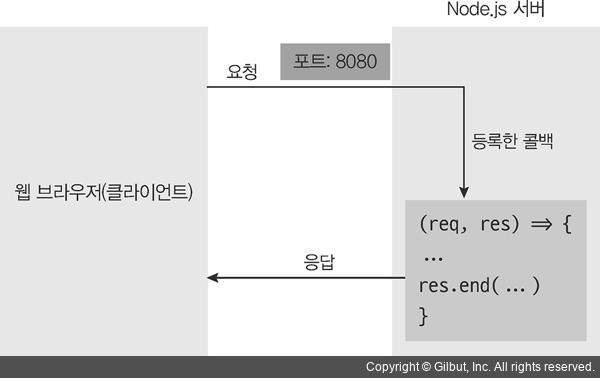 Node.js 서버
포트: 8080
요청
등록한 콜백
웹 브라우저(클라이언트)
(req, res) => {
...
res.end(...)
}
응답
Copyright © Gilbut, Inc. All rights reserved.